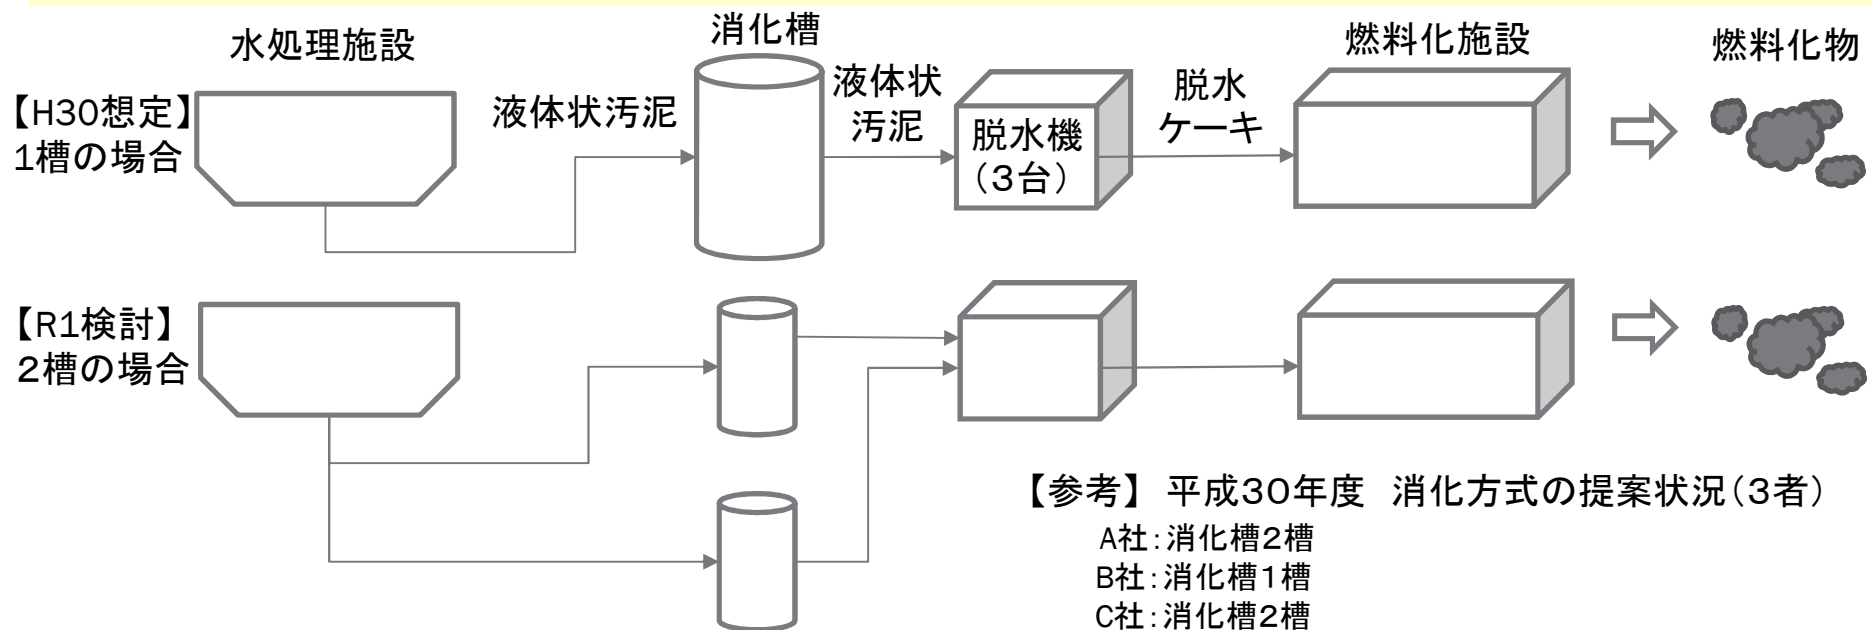 水処理施設
消化槽
燃料化施設
燃料化物
【H30想定】
1槽の場合
液体状汚泥
液体状
汚泥
脱水機
（３台）
脱水
ケーキ
【R1検討】
２槽の場合
【参考】 平成３０年度 消化方式の提案状況（３者）
A社：消化槽２槽
B社：消化槽１槽
C社：消化槽２槽